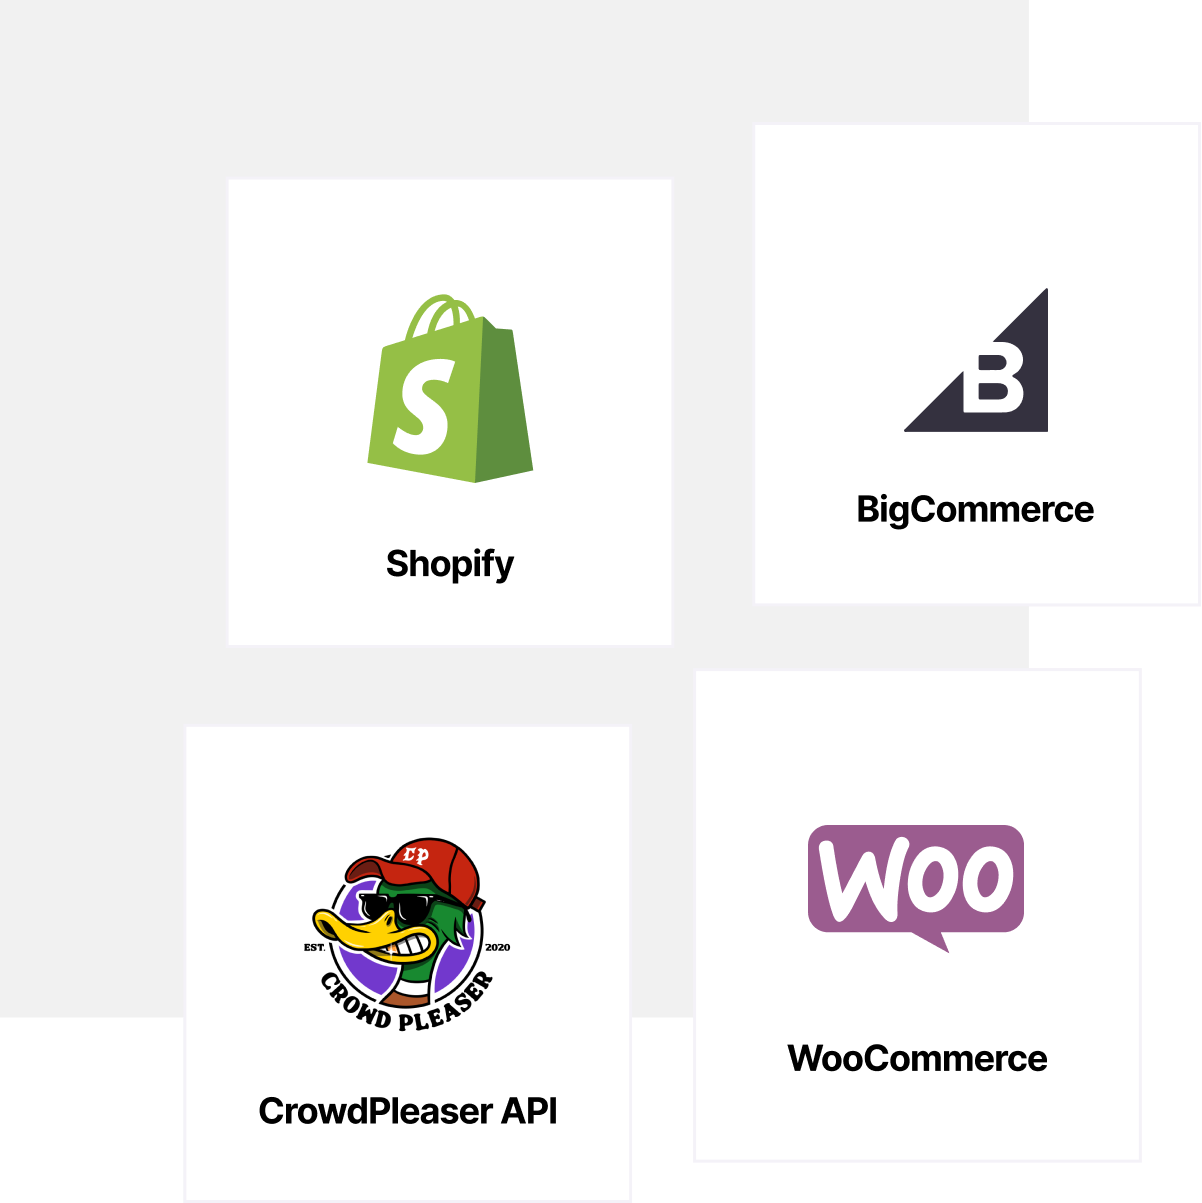 S
Shopify
B
BigCommerce
CP
EST. 2020
CROWD PLEASER
CrowdPleaser API
WOO
WooCommerce